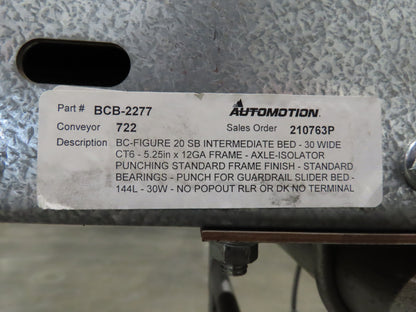 Part # BCB-2277 AUTOMOTION.
Conveyor 722 Sales Order 210763P
Description BC-FIGURE 20 SB INTERMEDIATE BED - 30 WIDE
CT6 - 5.25in x 12GA FRAME - AXLE-ISOLATOR
PUNCHING STANDARD FRAME FINISH - STANDARD
BEARINGS - PUNCH FOR GUARDRAIL SLIDER BED -
144L - 30W - NO POPOUT RLR OR DK NO TERMINAL